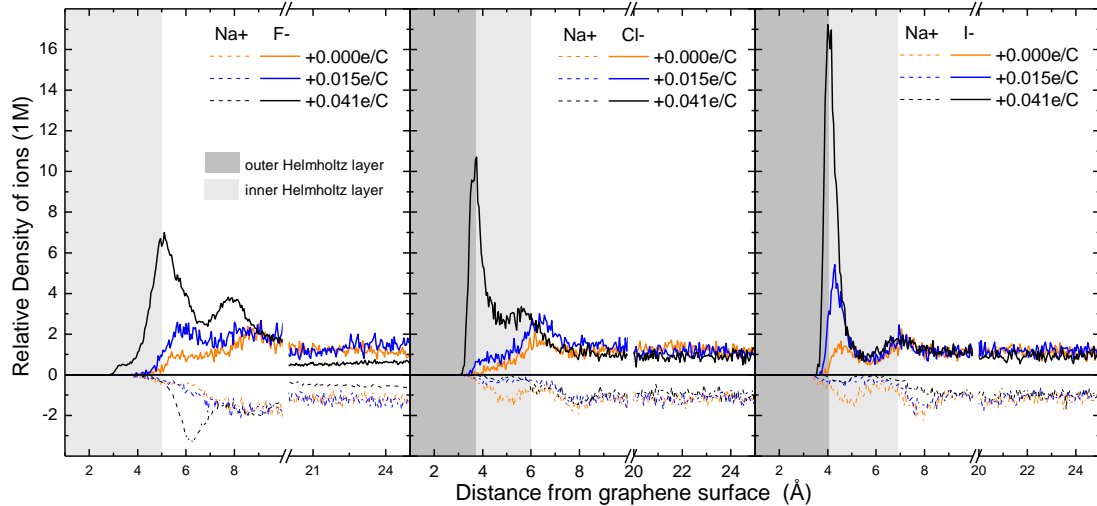 Relative Density of ions (1M)
16
14
12
10
8
6
4
2
0
-2
Na+ F-
+0.000e/C
+0.015e/C
+0.041e/C
outer Helmholtz layer
inner Helmholtz layer
Na+ Cl-
+0.000e/C
+0.015e/C
+0.041e/C
Na+ I-
+0.000e/C
+0.015e/C
+0.041e/C
2 4 6 8 21 24
2 4 6 8 20 22 24
2 4 6 8 20 22 24
Distance from graphene surface (Å)